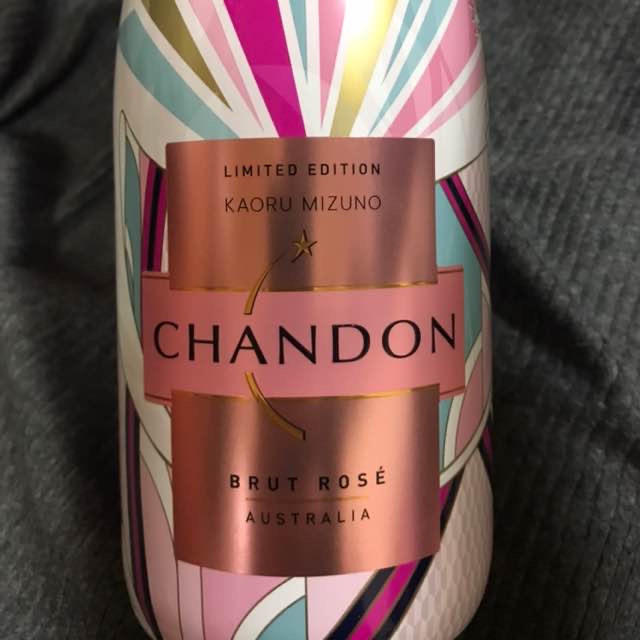 LIMITED EDITION
KAORU MIZUNO
CHANDON
BRUT ROSÉ
AUSTRALIA